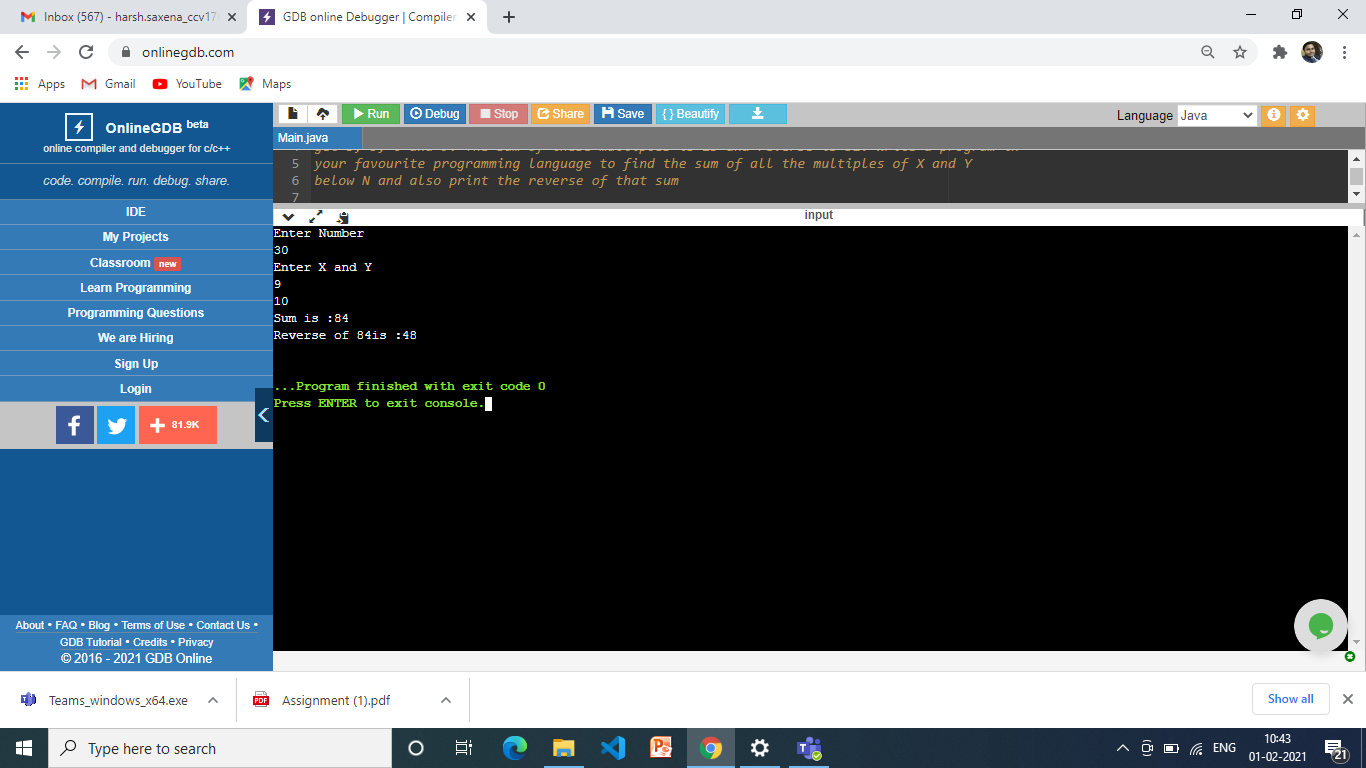 Inbox (567) - harsh.saxena_ccv17
GDB online Debugger | Compiler
onlinegdb.com
Apps Gmail YouTube Maps
OnlineGDB beta
online compiler and debugger for c/c++
code. compile. run. debug. share.
IDE
My Projects
Classroom new
Learn Programming
Programming Questions
We are Hiring
Sign Up
Login
81.9K
About • FAQ • Blog • Terms of Use • Contact Us •
GDB Tutorial • Credits • Privacy
© 2016 - 2021 GDB Online
Run Debug Stop Share Save { } Beautify
Language Java
Main.java
5 your favourite programming language to find the sum of all the multiples of X and Y
6 below N and also print the reverse of that sum
7
input
Enter Number
30
Enter X and Y
9
10
Sum is :84
Reverse of 84is :48
...Program finished with exit code 0
Press ENTER to exit console.
Teams_windows_x64.exe
Assignment (1).pdf
Show all
Type here to search
ENG
10:43
01-02-2021
21